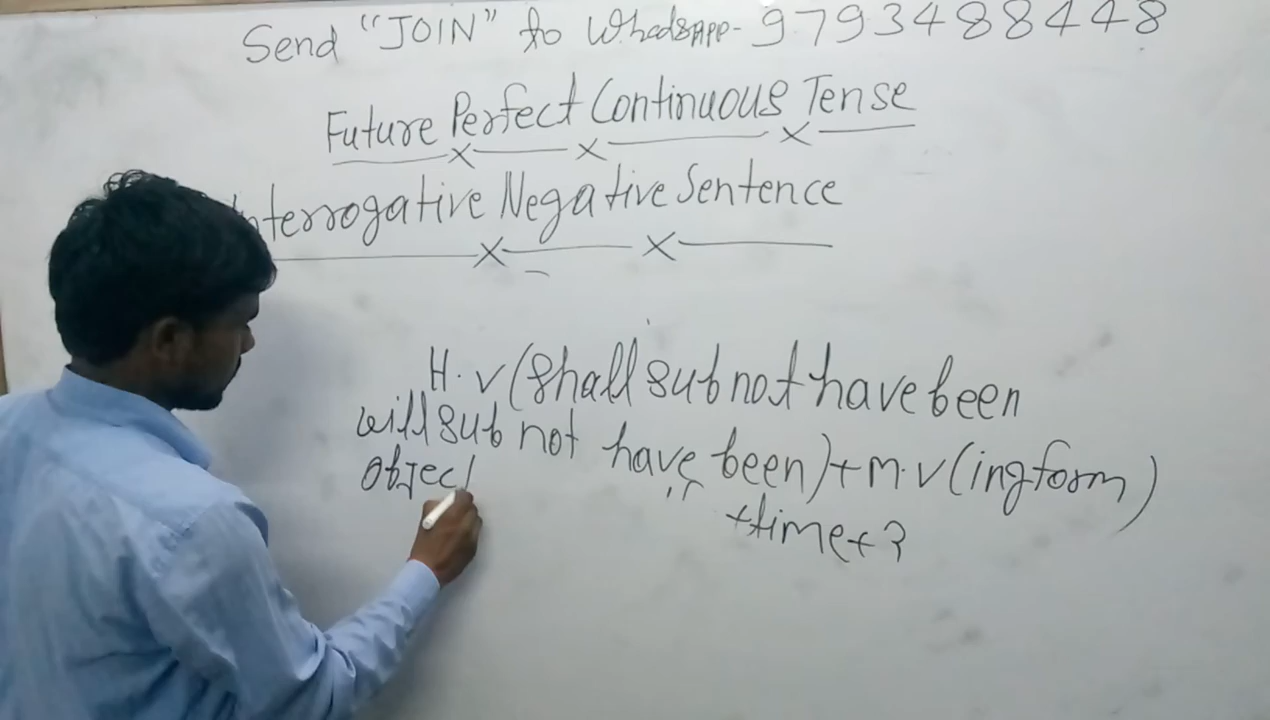 Send "JOIN" to WhatsApp- 9793488448
Future Perfect Continuous Tense
Interrogative Negative Sentence
H.v(shall sub not have been
will sub not have been)+m.v(ing form)
object
+time+?